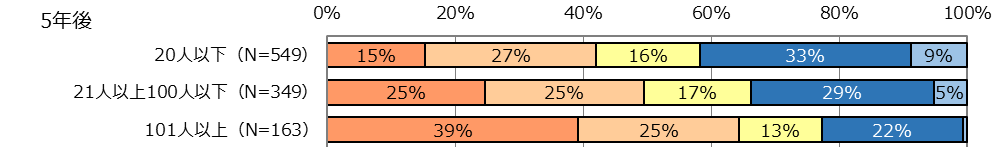 5年後
0% 20% 40% 60% 80% 100%
20人以下（N=549） 15% 27% 16% 33% 9%
21人以上100人以下（N=349） 25% 25% 17% 29% 5%
101人以上（N=163） 39% 25% 13% 22%